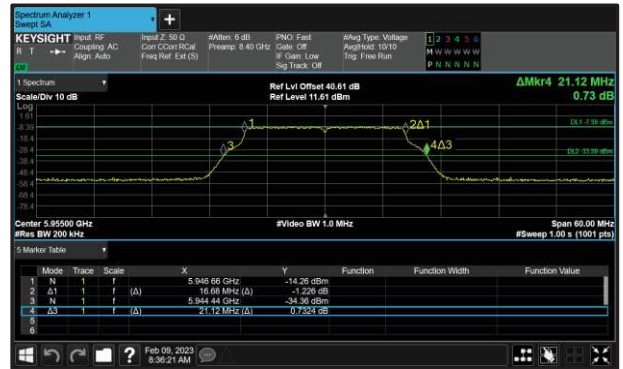 Spectrum Analyzer 1
Swept SA
+
KEYSIGHT Input: RF Input Z: 50 Ω #Atten: 6 dB PNO: Fast #Avg Type: Voltage 1 2 3 4 5 6
R T Coupling: AC Corr CCorr RCal Preamp: 8.40 GHz Gate: Off Avg|Hold: 10/10 M W W W W W
Align: Auto Freq Ref: Ext (S) IF Gain: Low Trig: Free Run
Sig Track: Off P N N N N N
1 Spectrum Ref Lvl Offset 40.61 dB ΔMkr4 21.12 MHz
Scale/Div 10 dB Ref Level 11.61 dBm 0.73 dB
Log
1.61
-8.39 1 2Δ1 DL1 -7.59 dBm
-18.4
-28.4 3 4Δ3 DL2 -33.59 dBm
-38.4
-48.4
-58.4
-68.4
-78.4
Center 5.95500 GHz #Video BW 1.0 MHz Span 60.00 MHz
#Res BW 200 kHz #Sweep 1.00 s (1001 pts)
5 Marker Table
Mode Trace Scale X Y Function Function Width Function Value
1 N 1 f 5.946 66 GHz -14.26 dBm
2 Δ1 1 f (Δ) 16.68 MHz (Δ) -1.226 dB
3 N 1 f 5.944 44 GHz -34.36 dBm
4 Δ3 1 f (Δ) 21.12 MHz (Δ) 0.7324 dB
5
6
? Feb 09, 2023
8:36:21 AM